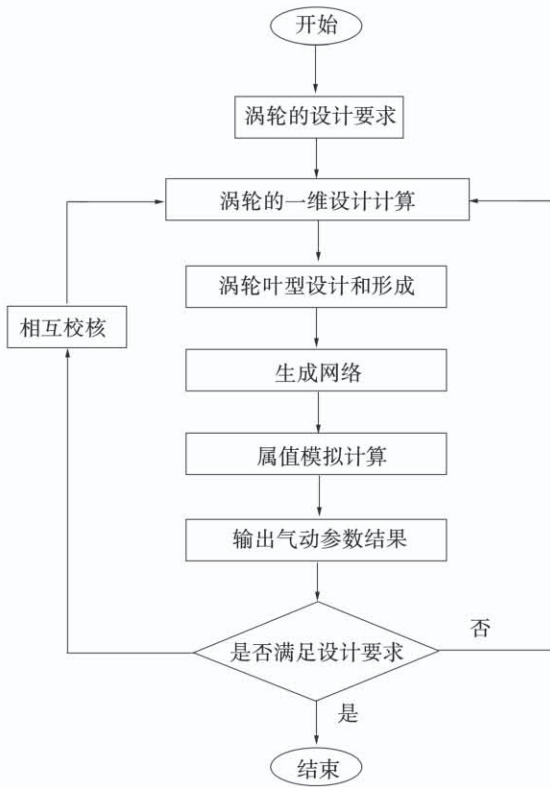 开始
涡轮的设计要求
涡轮的一维设计计算
涡轮叶型设计和形成
相互校核
生成网络
属值模拟计算
输出气动参数结果
是否满足设计要求
否
是
结束